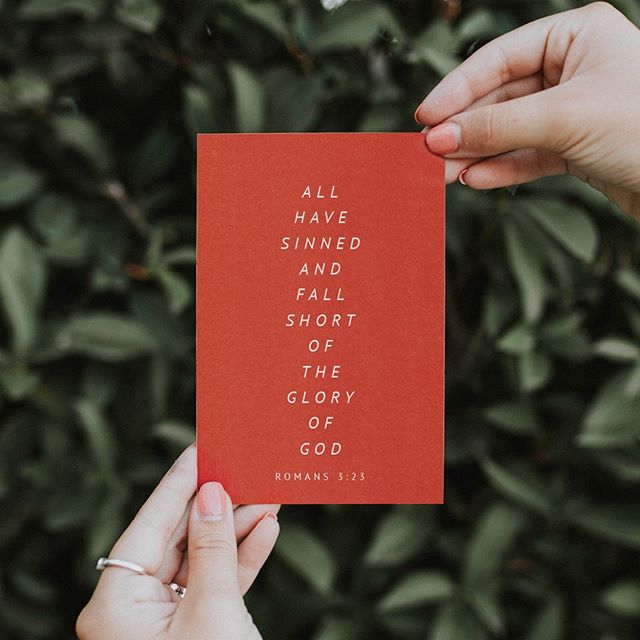 ALL
HAVE
SINNED
AND
FALL
SHORT
OF
THE
GLORY
OF
GOD
ROMANS 3:23